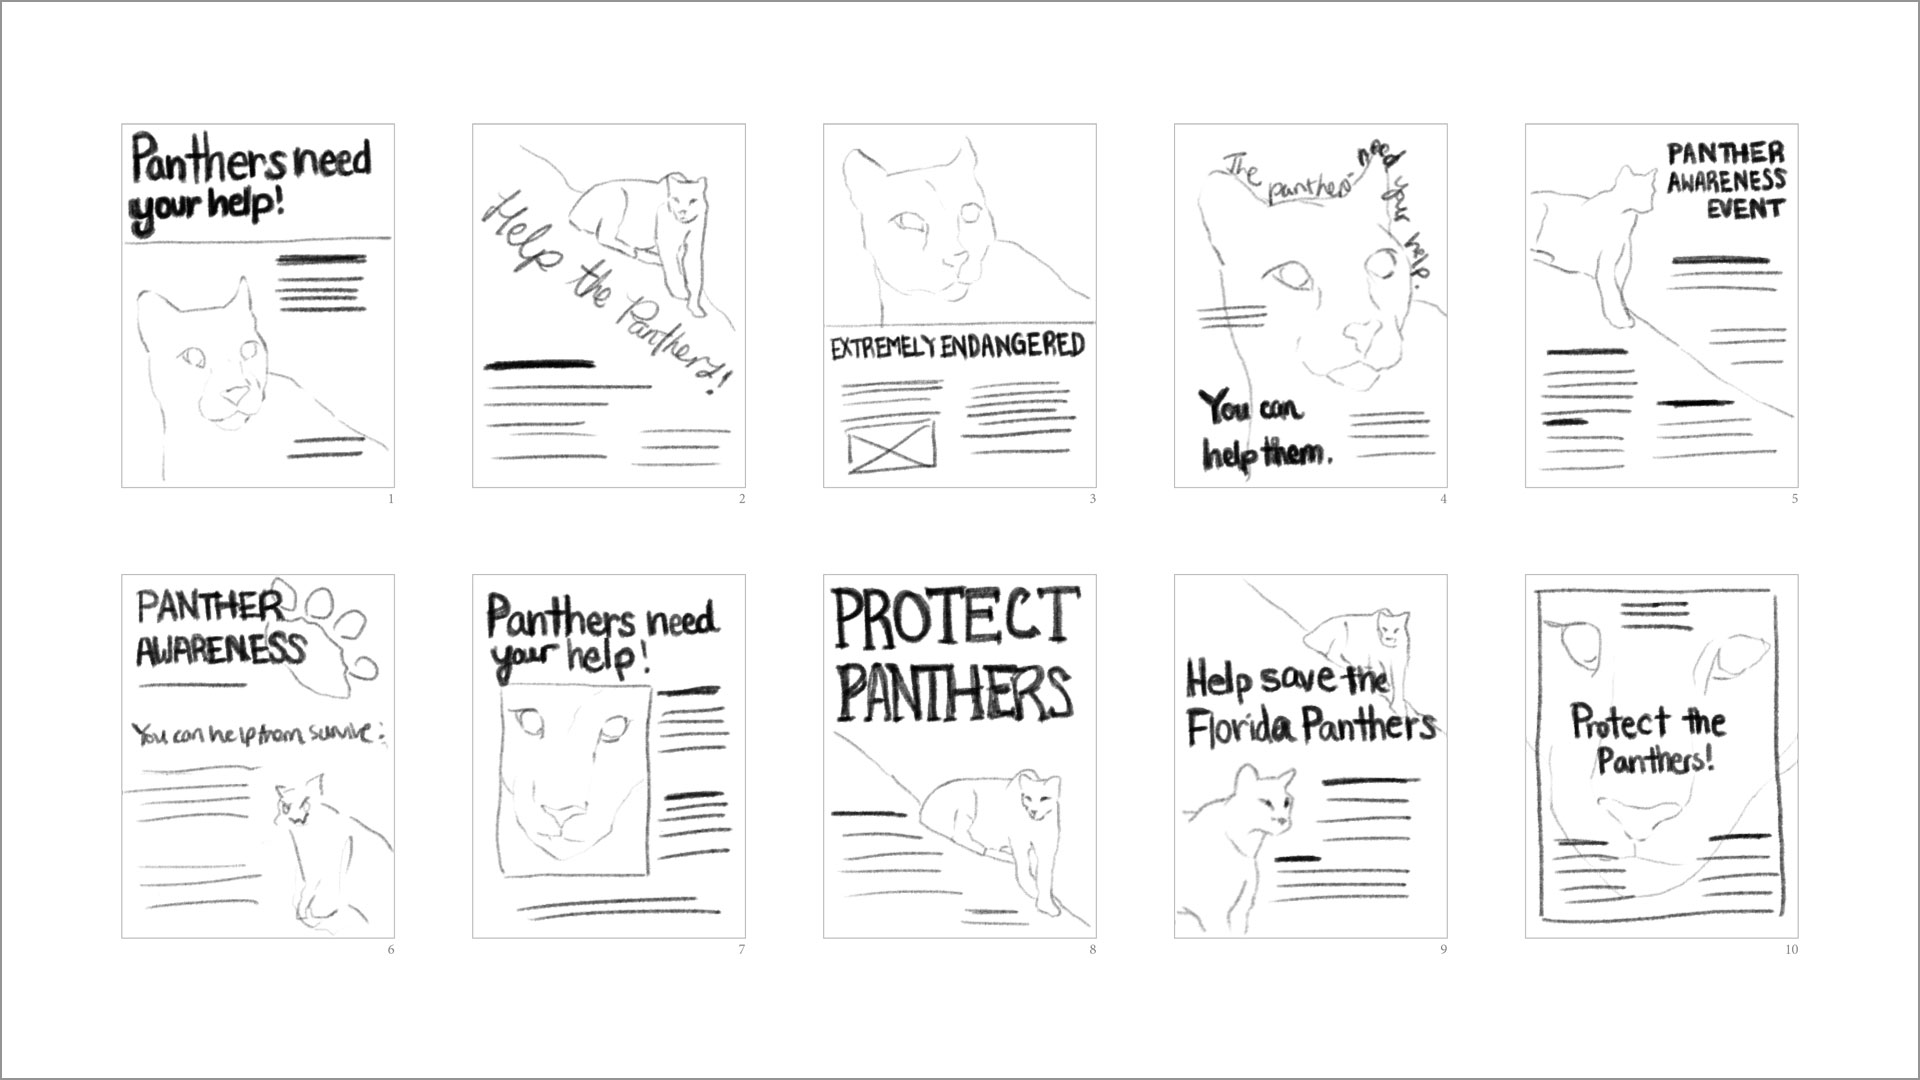 Panthers need
your help!
1
Help the Panthers!
2
EXTREMELY ENDANGERED
3
The panthers need your help.
You can
help them.
4
PANTHER
AWARENESS
EVENT
5
PANTHER
AWARENESS
You can help them survive:
6
Panthers need
your help!
7
PROTECT
PANTHERS
8
Help save the
Florida Panthers
9
Protect the
Panthers!
10